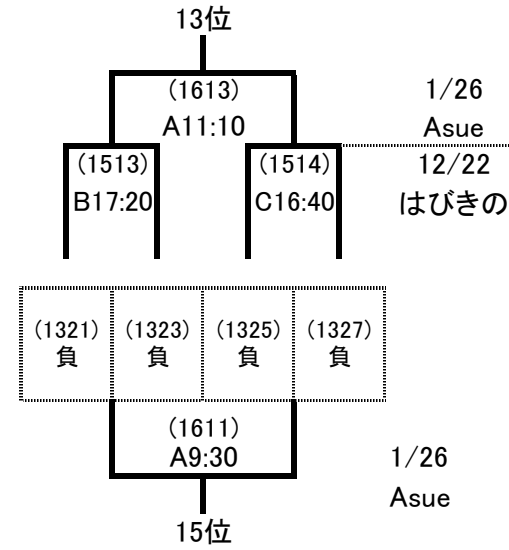 13位
(1613)
A11:10
1/26
Asue
(1513)
B17:20
(1514)
C16:40
12/22
はびきの
(1321)
負
(1323)
負
(1325)
負
(1327)
負
(1611)
A9:30
1/26
Asue
15位